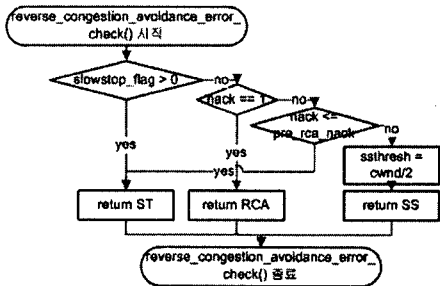 reverse_congestion_avoidance_error_
check() 시작
slowstop_flag > 0
no
nack == 1
no
nack <=
pre_rca_nack
no
yes
yes
yes
ssthresh =
cwnd/2
return ST
return RCA
return SS
reverse_congestion_avoidance_error_
check() 종료